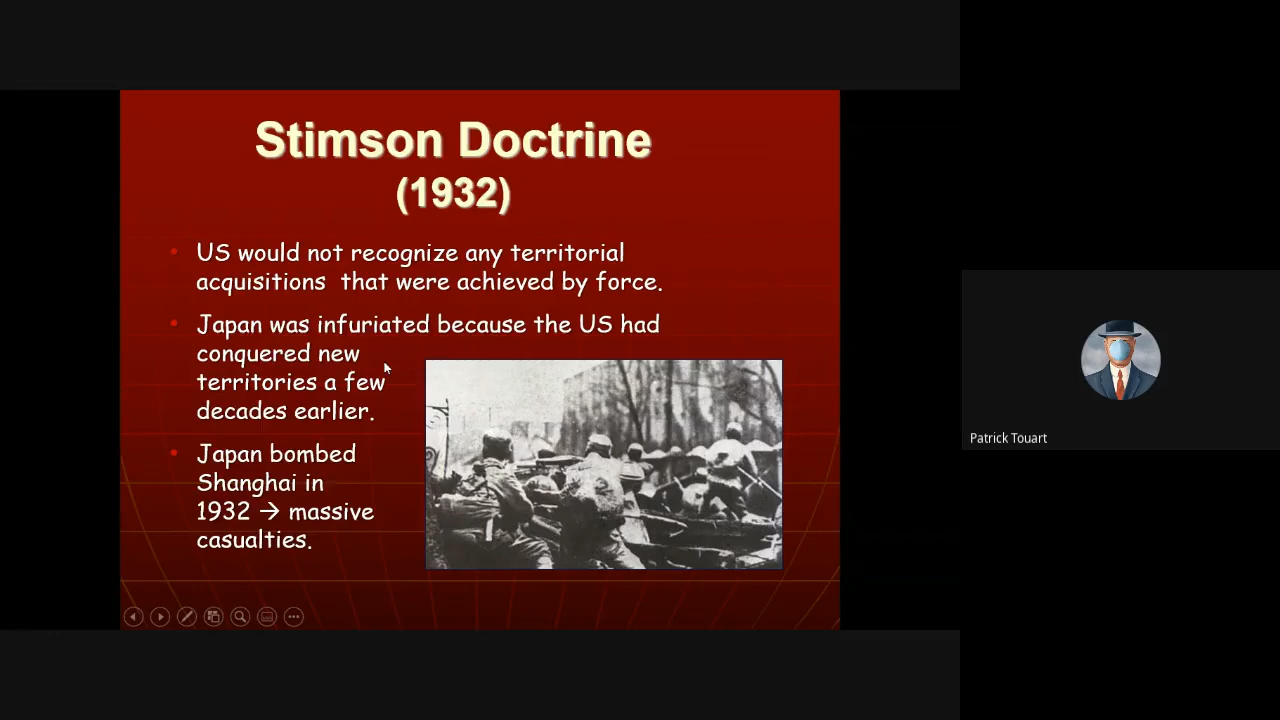 Stimson Doctrine
(1932)
• US would not recognize any territorial
acquisitions  that were achieved by force.
• Japan was infuriated because the US had
conquered new
territories a few
decades earlier.
• Japan bombed
Shanghai in
1932 → massive
casualties.
Patrick Touart